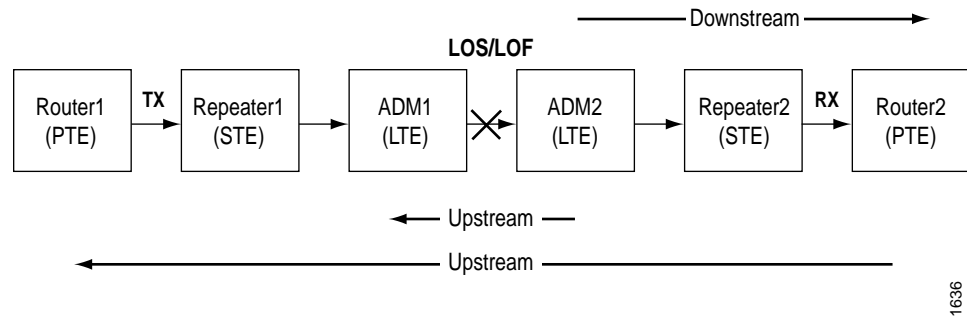 Downstream
LOS/LOF
Router1
(PTE)
TX
Repeater1
(STE)
ADM1
(LTE)
ADM2
(LTE)
Repeater2
(STE)
RX
Router2
(PTE)
Upstream
Upstream
1636